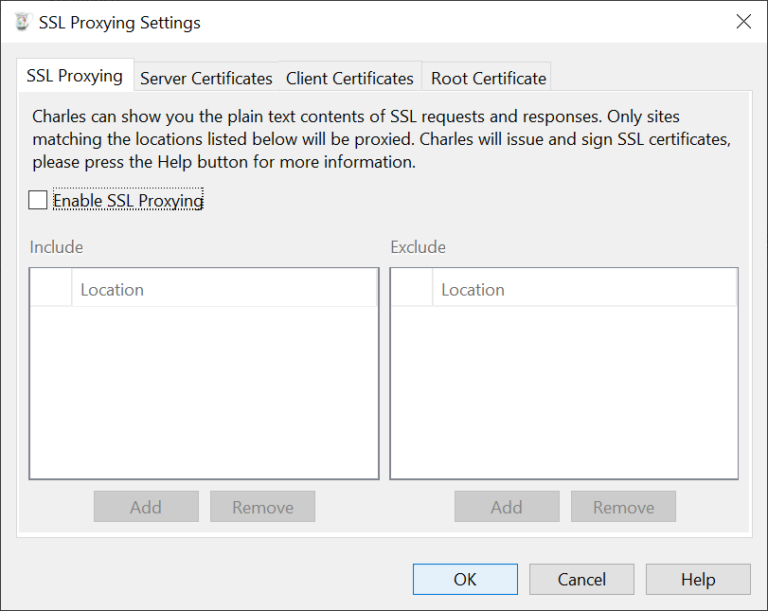 SSL Proxying Settings
SSL Proxying Server Certificates Client Certificates Root Certificate
Charles can show you the plain text contents of SSL requests and responses. Only sites
matching the locations listed below will be proxied. Charles will issue and sign SSL certificates,
please press the Help button for more information.
Enable SSL Proxying
Include Exclude
Location Location
Add Remove Add Remove
OK Cancel Help